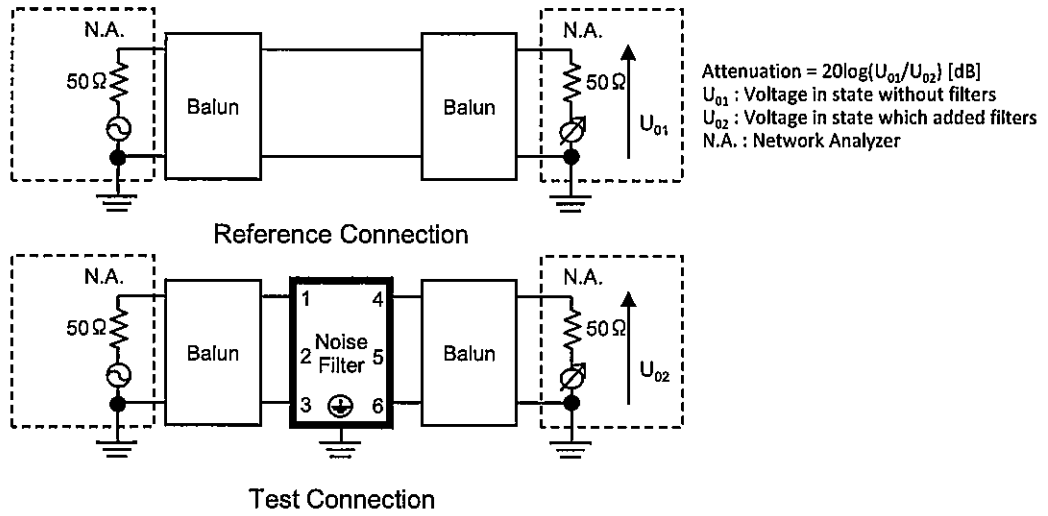 N.A.
50Ω
Balun
Balun
N.A.
50Ω
U01
Attenuation = 20log(U01/U02) [dB]
U01 : Voltage in state without filters
U02 : Voltage in state which added filters
N.A. : Network Analyzer
Reference Connection
N.A.
50Ω
Balun
1 4
2 Noise Filter 5
3 6
Balun
N.A.
50Ω
U02
Test Connection